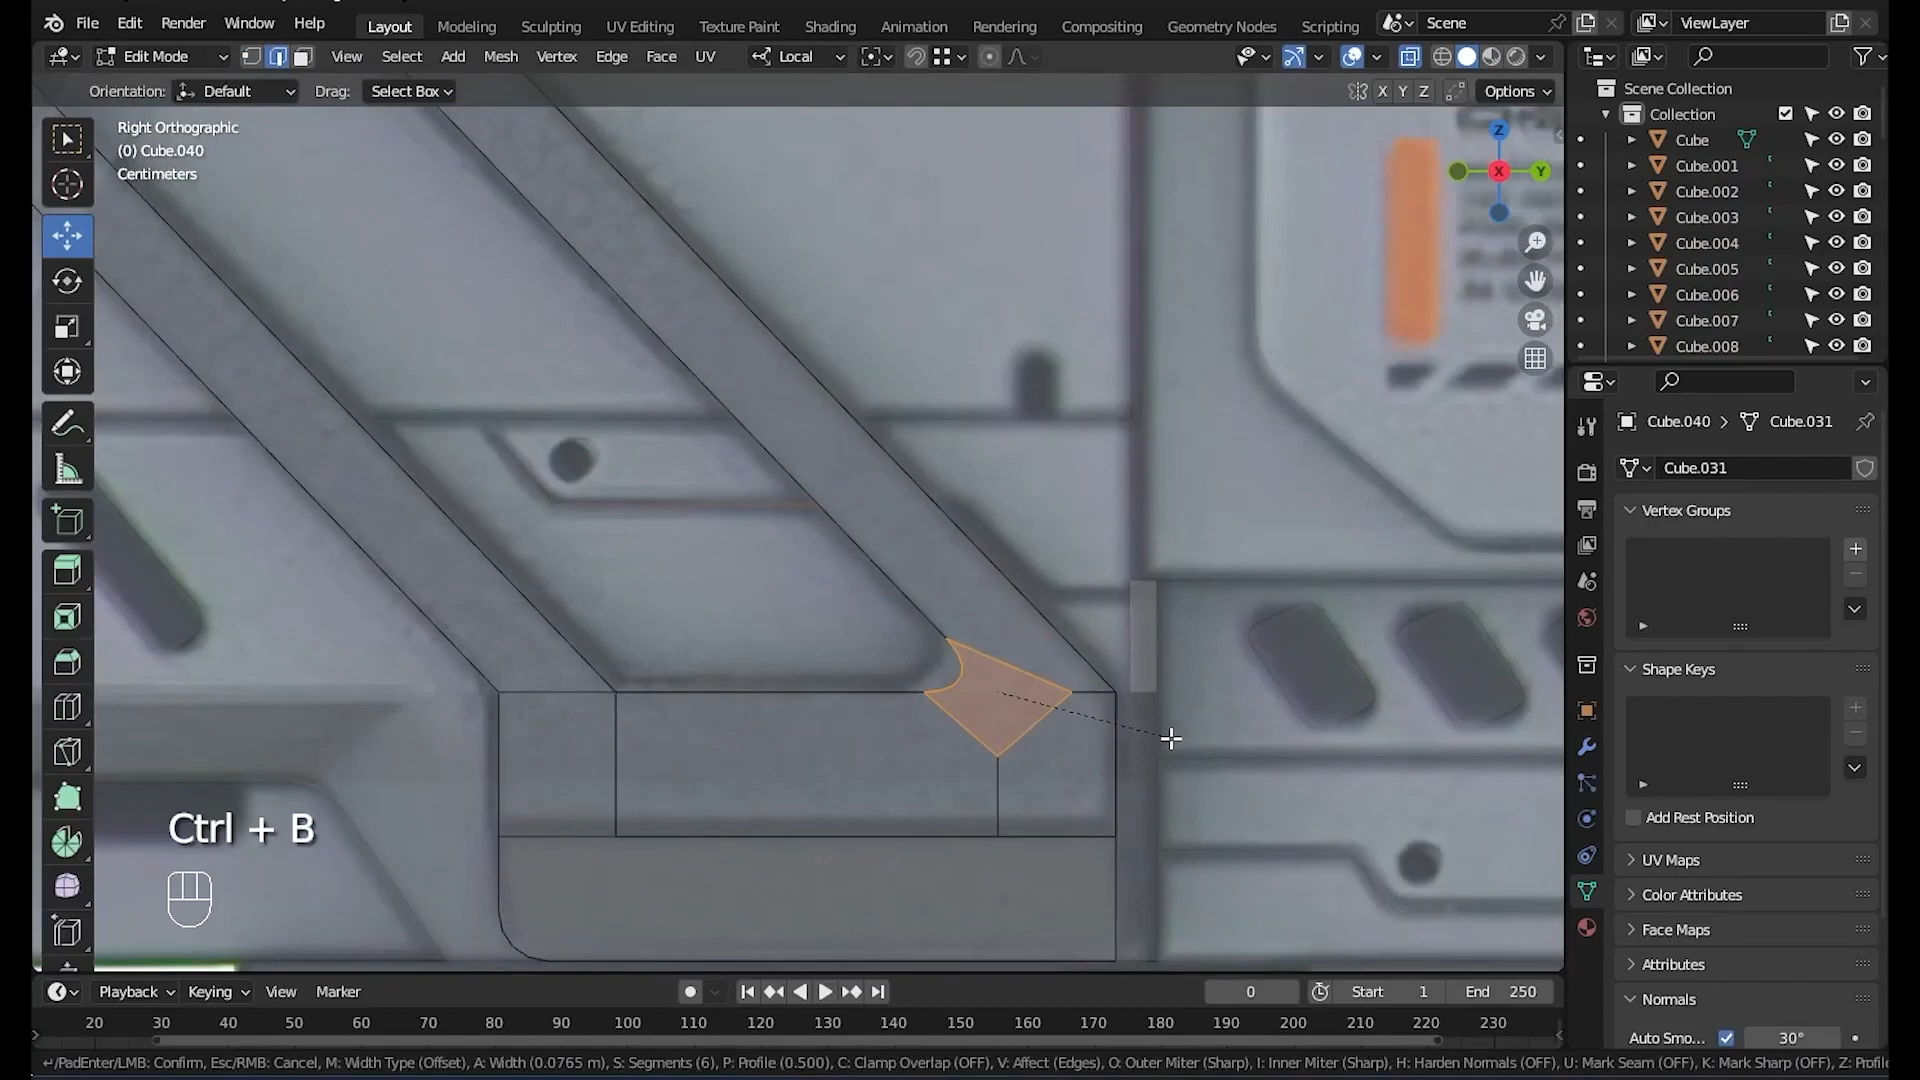 File Edit Render Window Help Layout Modeling Sculpting UV Editing Texture Paint Shading Animation Rendering Compositing Geometry Nodes Scripting Scene ViewLayer
Edit Mode View Select Add Mesh Vertex Edge Face UV Local
Orientation: Default Drag: Select Box X Y Z Options
Right Orthographic
(0) Cube.040
Centimeters
Z
X
Y
Scene Collection
Collection
Cube
Cube.001
Cube.002
Cube.003
Cube.004
Cube.005
Cube.006
Cube.007
Cube.008
Cube.040 > Cube.031
Cube.031
Vertex Groups
Shape Keys
Add Rest Position
UV Maps
Color Attributes
Face Maps
Attributes
Normals
Auto Smo... 30°
Ctrl + B
Playback Keying View Marker 0 Start 1 End 250
20 30 40 50 60 70 80 90 100 110 120 130 140 150 160 170 180 190 200 210 220 230
/PadEnter/LMB: Confirm, Esc/RMB: Cancel, M: Width Type (Offset), A: Width (0.0765 m), S: Segments (6), P: Profile (0.500), C: Clamp Overlap (OFF), V: Affect (Edges), O: Outer Miter (Sharp), I: Inner Miter (Sharp), H: Harden Normals (OFF), U: Mark Seam (OFF), K: Mark Sharp (OFF), Z: Profile